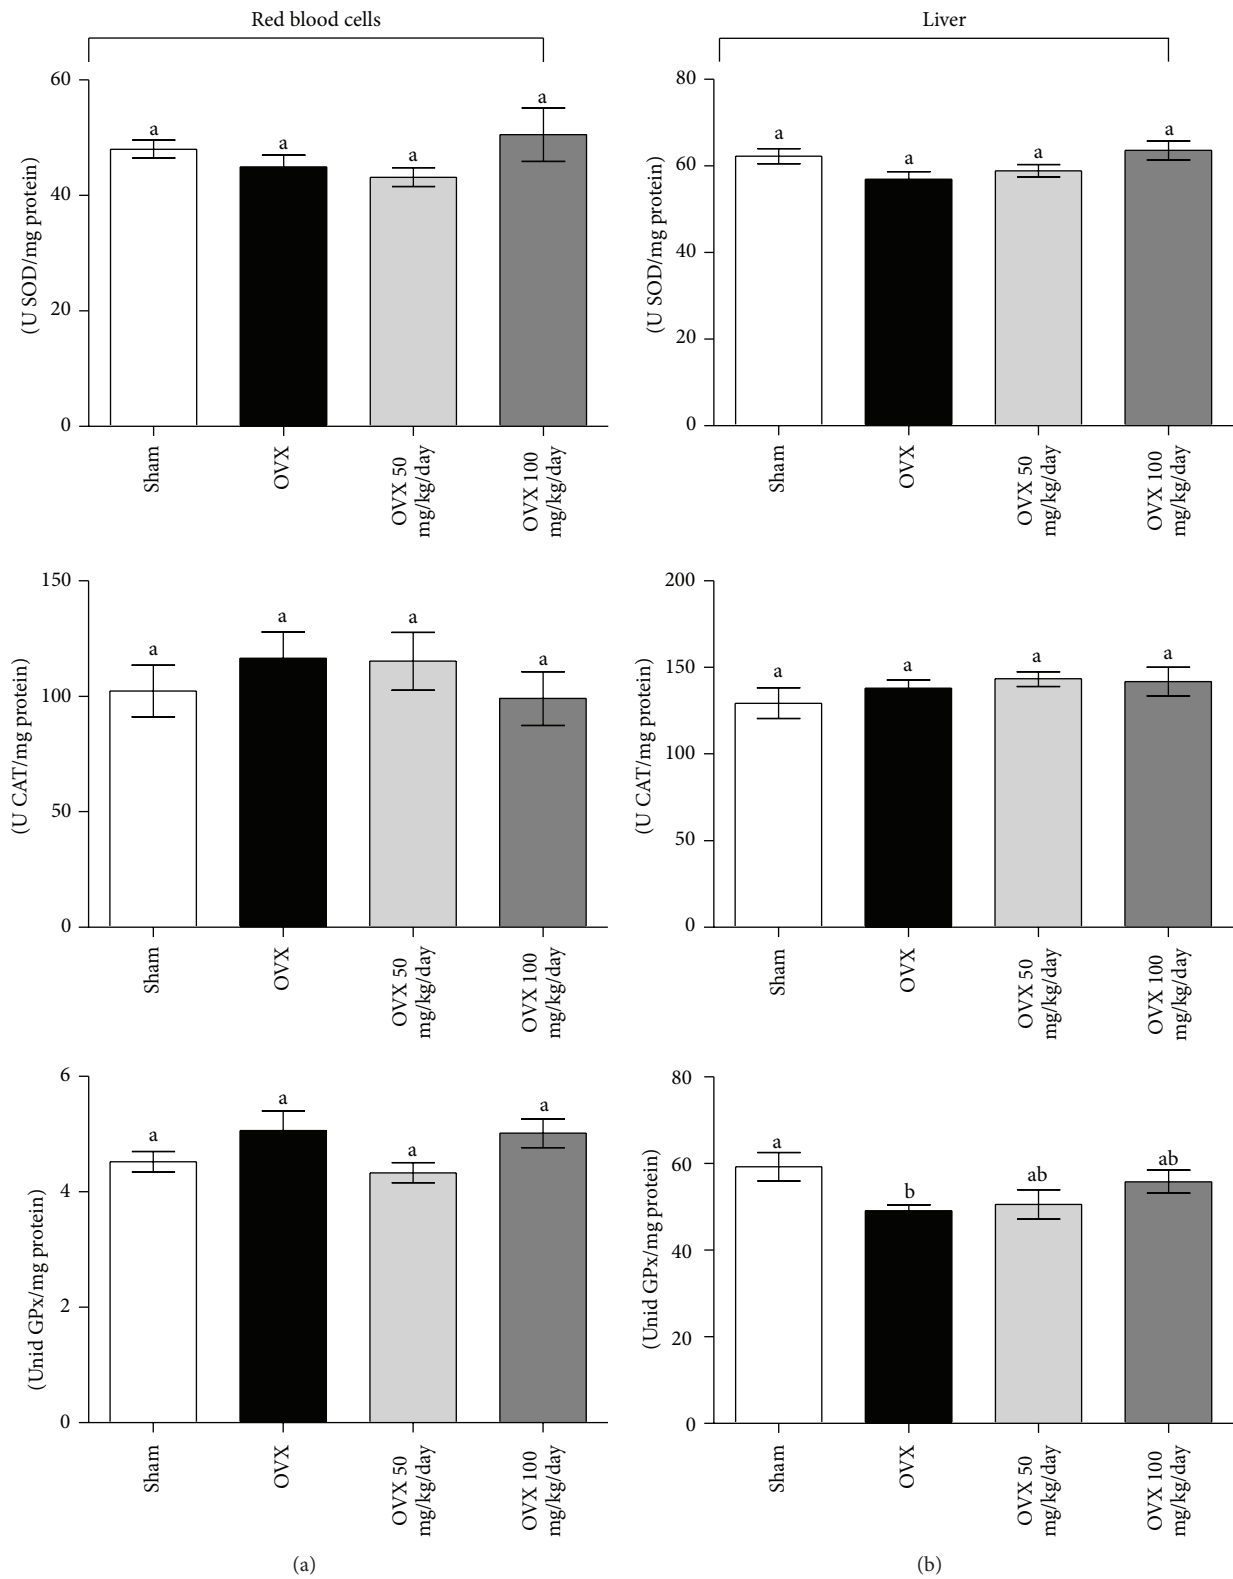 Red blood cells
Liver
(U SOD/mg protein)
60
40
20
0
a
a
a
a
Sham
OVX
OVX 50
mg/kg/day
OVX 100
mg/kg/day
(U SOD/mg protein)
80
60
40
20
0
a
a
a
a
Sham
OVX
OVX 50
mg/kg/day
OVX 100
mg/kg/day
(U CAT/mg protein)
150
100
50
0
a
a
a
a
Sham
OVX
OVX 50
mg/kg/day
OVX 100
mg/kg/day
(U CAT/mg protein)
200
150
100
50
0
a
a
a
a
Sham
OVX
OVX 50
mg/kg/day
OVX 100
mg/kg/day
(Unid GPx/mg protein)
6
4
2
0
a
a
a
a
Sham
OVX
OVX 50
mg/kg/day
OVX 100
mg/kg/day
(Unid GPx/mg protein)
80
60
40
20
0
a
b
ab
ab
Sham
OVX
OVX 50
mg/kg/day
OVX 100
mg/kg/day
(a)
(b)